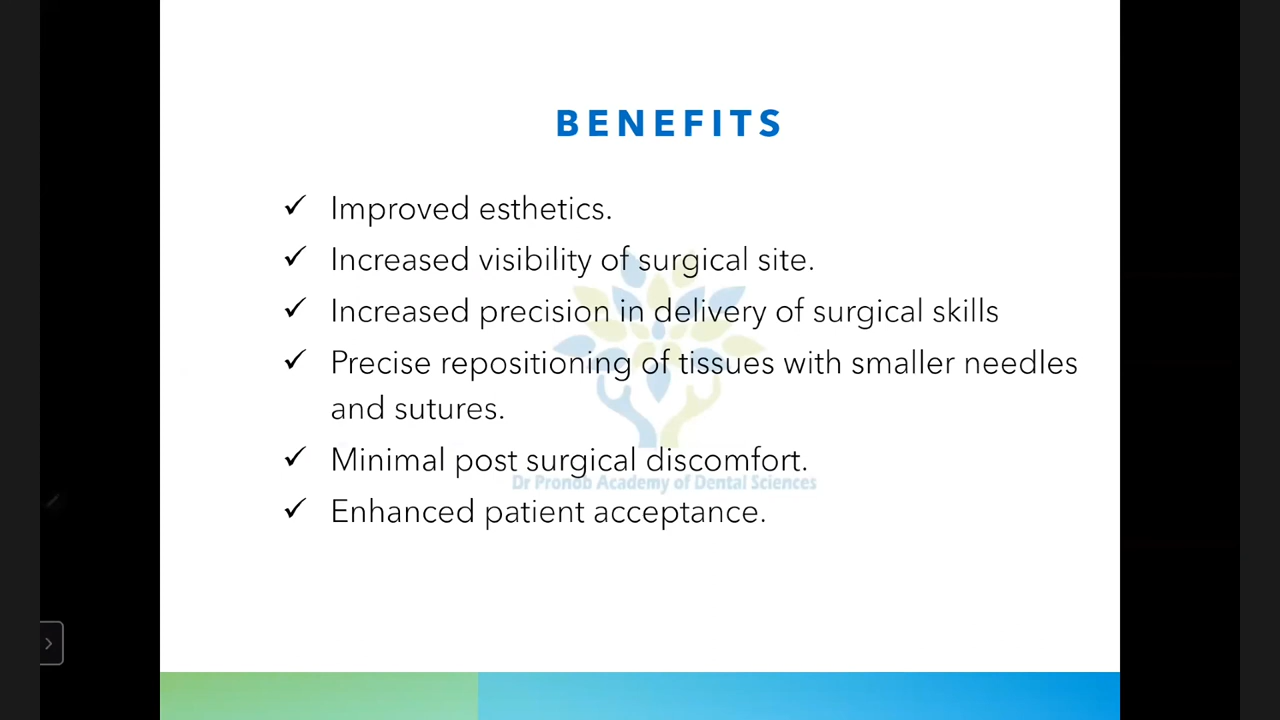 BENEFITS
✓ Improved esthetics.
✓ Increased visibility of surgical site.
✓ Increased precision in delivery of surgical skills
✓ Precise repositioning of tissues with smaller needles
and sutures.
✓ Minimal post surgical discomfort.
Dr Pronob Academy of Dental Sciences
✓ Enhanced patient acceptance.